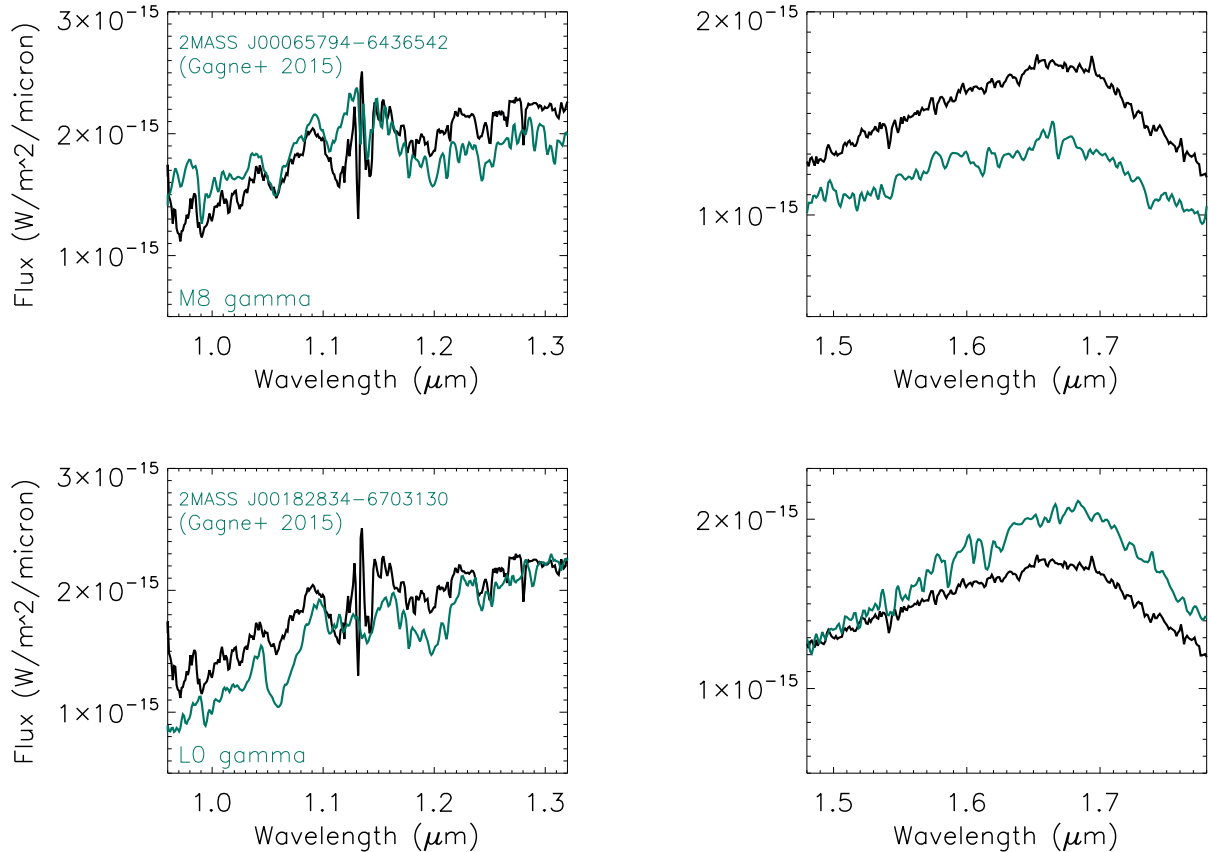 3×10⁻¹⁵
2×10⁻¹⁵
1×10⁻¹⁵
Flux (W/m^2/micron)
2MASS J00065794−6436542
(Gagne+ 2015)
M8 gamma
1.0 1.1 1.2 1.3
Wavelength (μm)
2×10⁻¹⁵
1×10⁻¹⁵
1.5 1.6 1.7
Wavelength (μm)
3×10⁻¹⁵
2×10⁻¹⁵
1×10⁻¹⁵
Flux (W/m^2/micron)
2MASS J00182834−6703130
(Gagne+ 2015)
L0 gamma
1.0 1.1 1.2 1.3
Wavelength (μm)
2×10⁻¹⁵
1×10⁻¹⁵
1.5 1.6 1.7
Wavelength (μm)